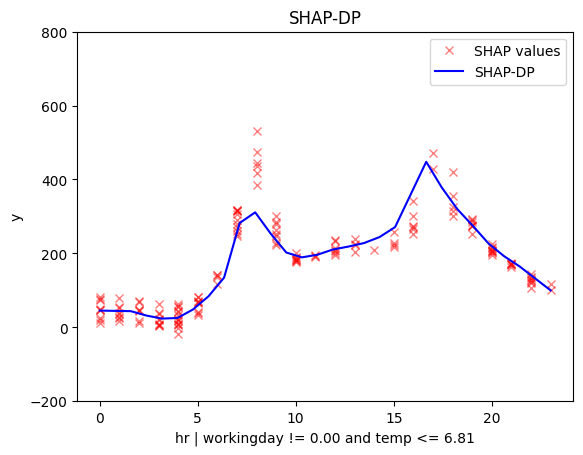 SHAP-DP
SHAP values
SHAP-DP
800
600
400
200
0
−200
y
0 5 10 15 20
hr | workingday != 0.00 and temp <= 6.81